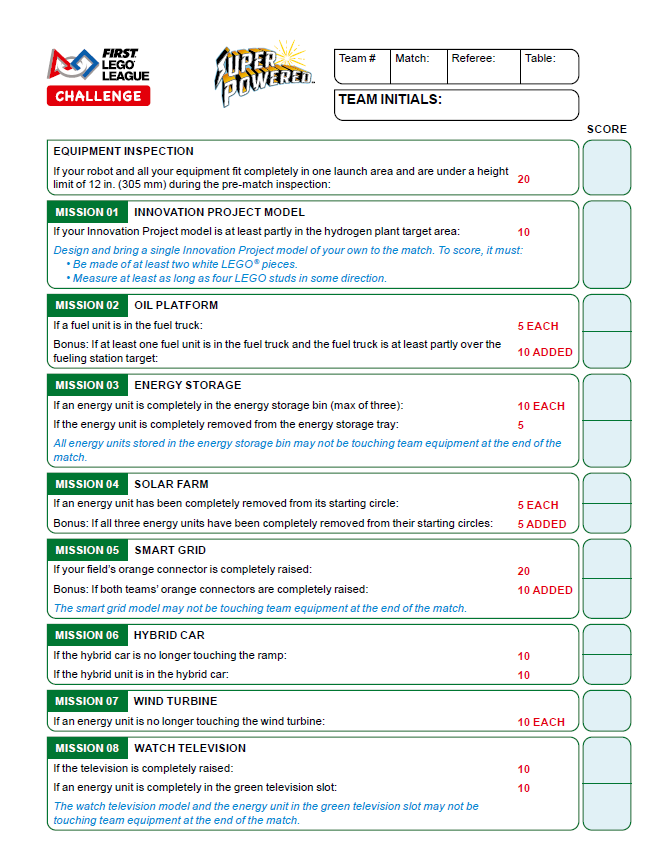 FIRST
LEGO
LEAGUE
CHALLENGE
SUPER
POWERED
Team #
Match:
Referee:
Table:
TEAM INITIALS:
SCORE
EQUIPMENT INSPECTION
If your robot and all your equipment fit completely in one launch area and are under a height
limit of 12 in. (305 mm) during the pre-match inspection: 20
MISSION 01 INNOVATION PROJECT MODEL
If your Innovation Project model is at least partly in the hydrogen plant target area: 10
Design and bring a single Innovation Project model of your own to the match. To score, it must:
• Be made of at least two white LEGO® pieces.
• Measure at least as long as four LEGO studs in some direction.
MISSION 02 OIL PLATFORM
If a fuel unit is in the fuel truck: 5 EACH
Bonus: If at least one fuel unit is in the fuel truck and the fuel truck is at least partly over the
fueling station target: 10 ADDED
MISSION 03 ENERGY STORAGE
If an energy unit is completely in the energy storage bin (max of three): 10 EACH
If the energy unit is completely removed from the energy storage tray: 5
All energy units stored in the energy storage bin may not be touching team equipment at the end of the
match.
MISSION 04 SOLAR FARM
If an energy unit has been completely removed from its starting circle: 5 EACH
Bonus: If all three energy units have been completely removed from their starting circles: 5 ADDED
MISSION 05 SMART GRID
If your field's orange connector is completely raised: 20
Bonus: If both teams' orange connectors are completely raised: 10 ADDED
The smart grid model may not be touching team equipment at the end of the match.
MISSION 06 HYBRID CAR
If the hybrid car is no longer touching the ramp: 10
If the hybrid unit is in the hybrid car: 10
MISSION 07 WIND TURBINE
If an energy unit is no longer touching the wind turbine: 10 EACH
MISSION 08 WATCH TELEVISION
If the television is completely raised: 10
If an energy unit is completely in the green television slot: 10
The watch television model and the energy unit in the green television slot may not be
touching team equipment at the end of the match.